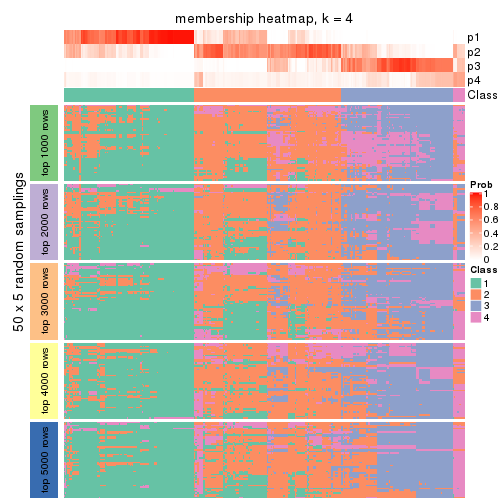 membership heatmap, k = 4
p1
p2
p3
p4
Class
50 x 5 random samplings
top 1000 rows
top 2000 rows
top 3000 rows
top 4000 rows
top 5000 rows
Prob
1
0.8
0.6
0.4
0.2
0
Class
1
2
3
4